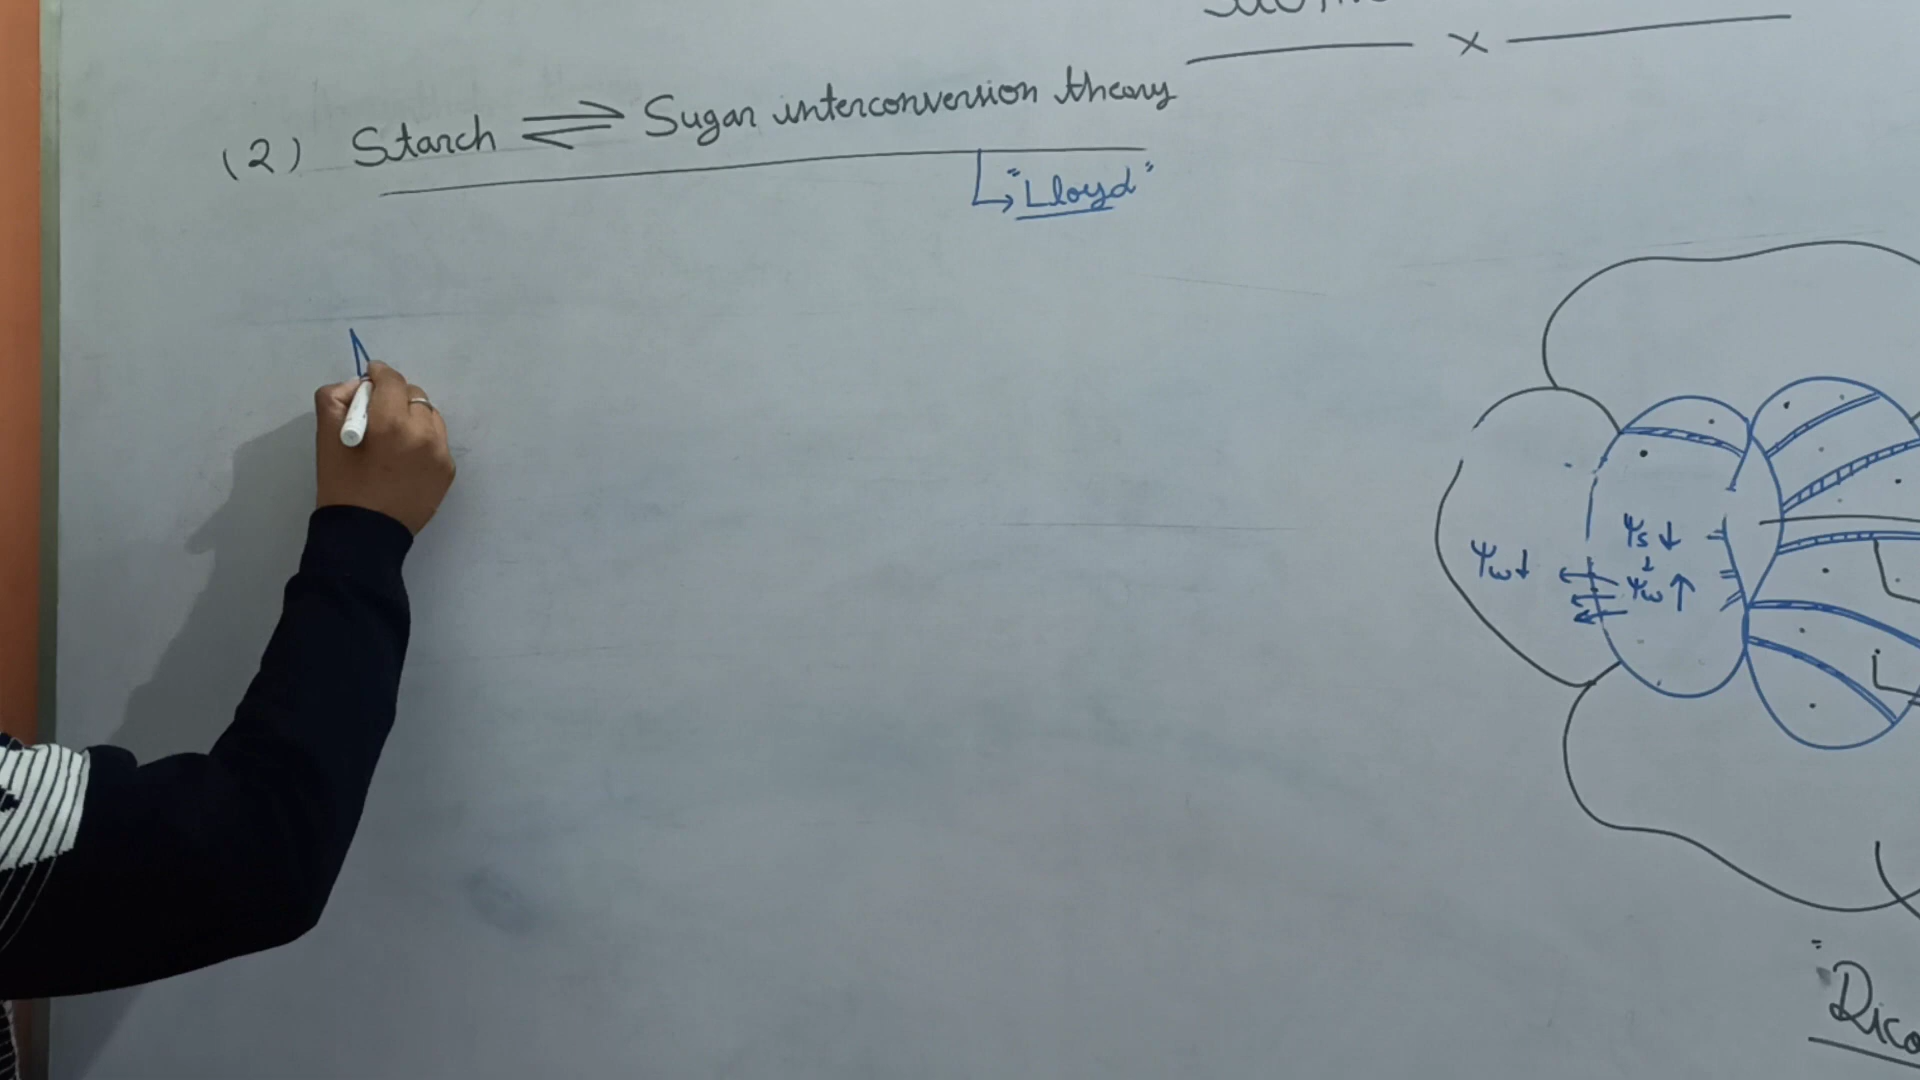 (2) Starch ⇌ Sugar interconversion theory
"Lloyd"
Ψs↓
Ψw↓
Ψw↑